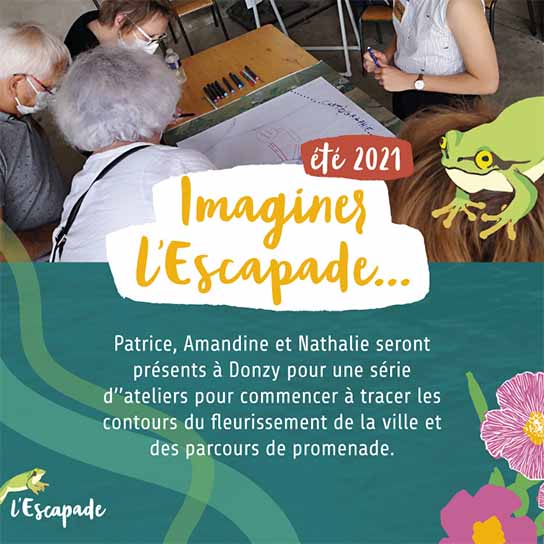 CARTOGRAPHIE
été 2021
Imaginer
l'Escapade...
Patrice, Amandine et Nathalie seront
présents à Donzy pour une série
d''ateliers pour commencer à tracer les
contours du fleurissement de la ville et
des parcours de promenade.
l'Escapade